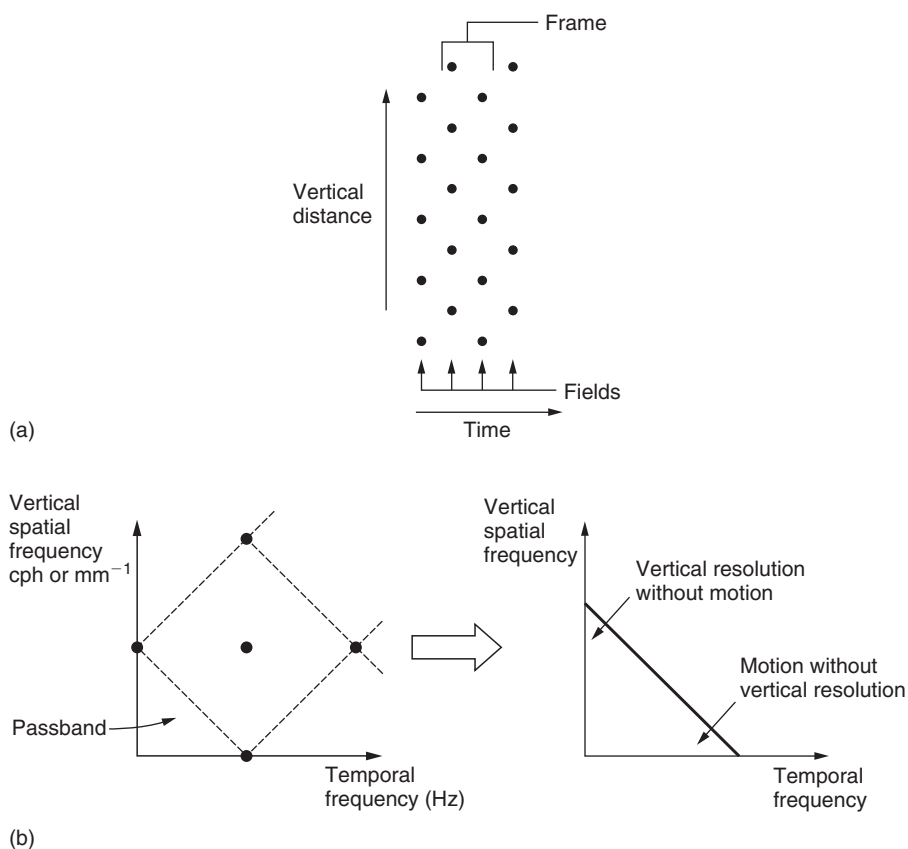 Frame
Vertical
distance
Fields
Time
(a)
Vertical
spatial
frequency
cph or mm⁻¹
Passband
Temporal
frequency (Hz)
Vertical
spatial
frequency
Vertical resolution
without motion
Motion without
vertical resolution
Temporal
frequency
(b)